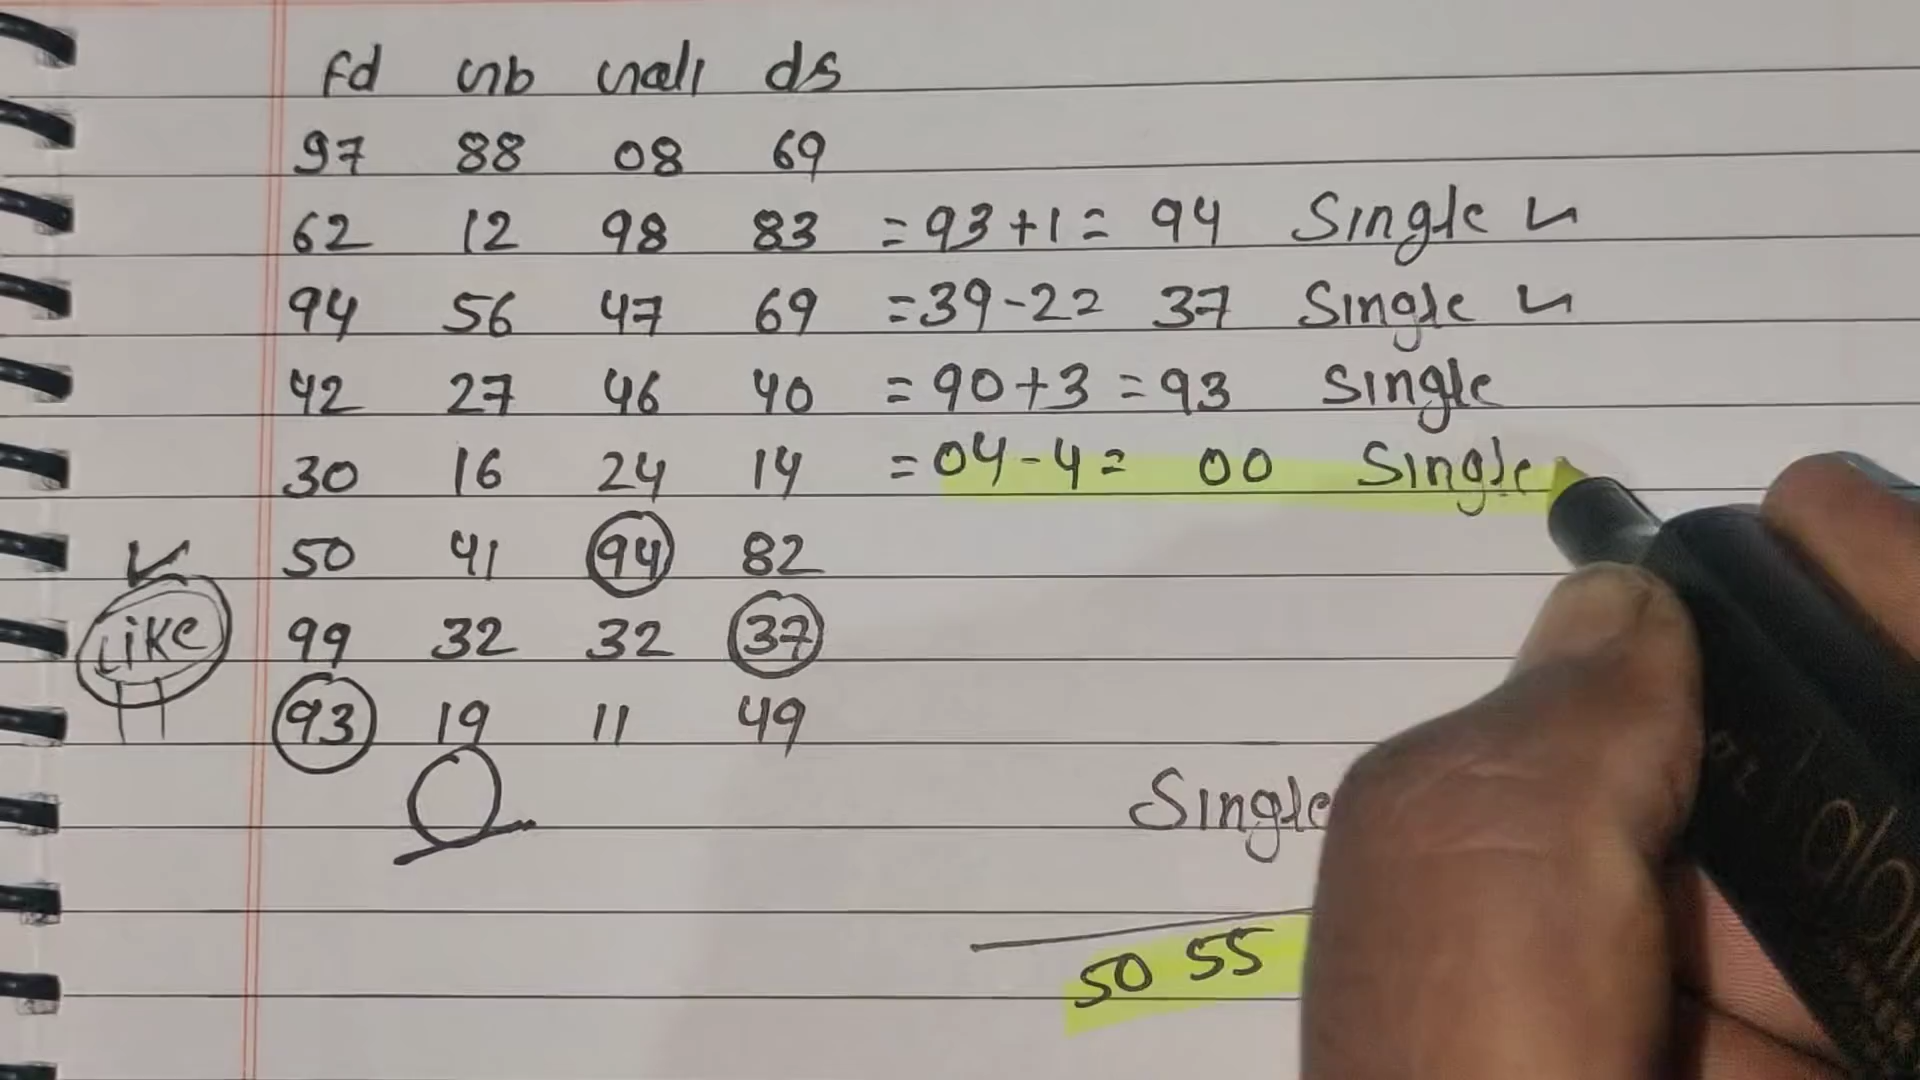 fd gb gali ds
97 88 08 69
62 12 98 83 = 93 + 1 = 94 Single
94 56 47 69 = 39 - 22 37 Single
42 27 46 40 = 90 + 3 = 93 Single
30 16 24 14 = 04 - 4 = 00 Single
50 41 94 82
Like 99 32 32 37
93 19 11 49
Single
50 55